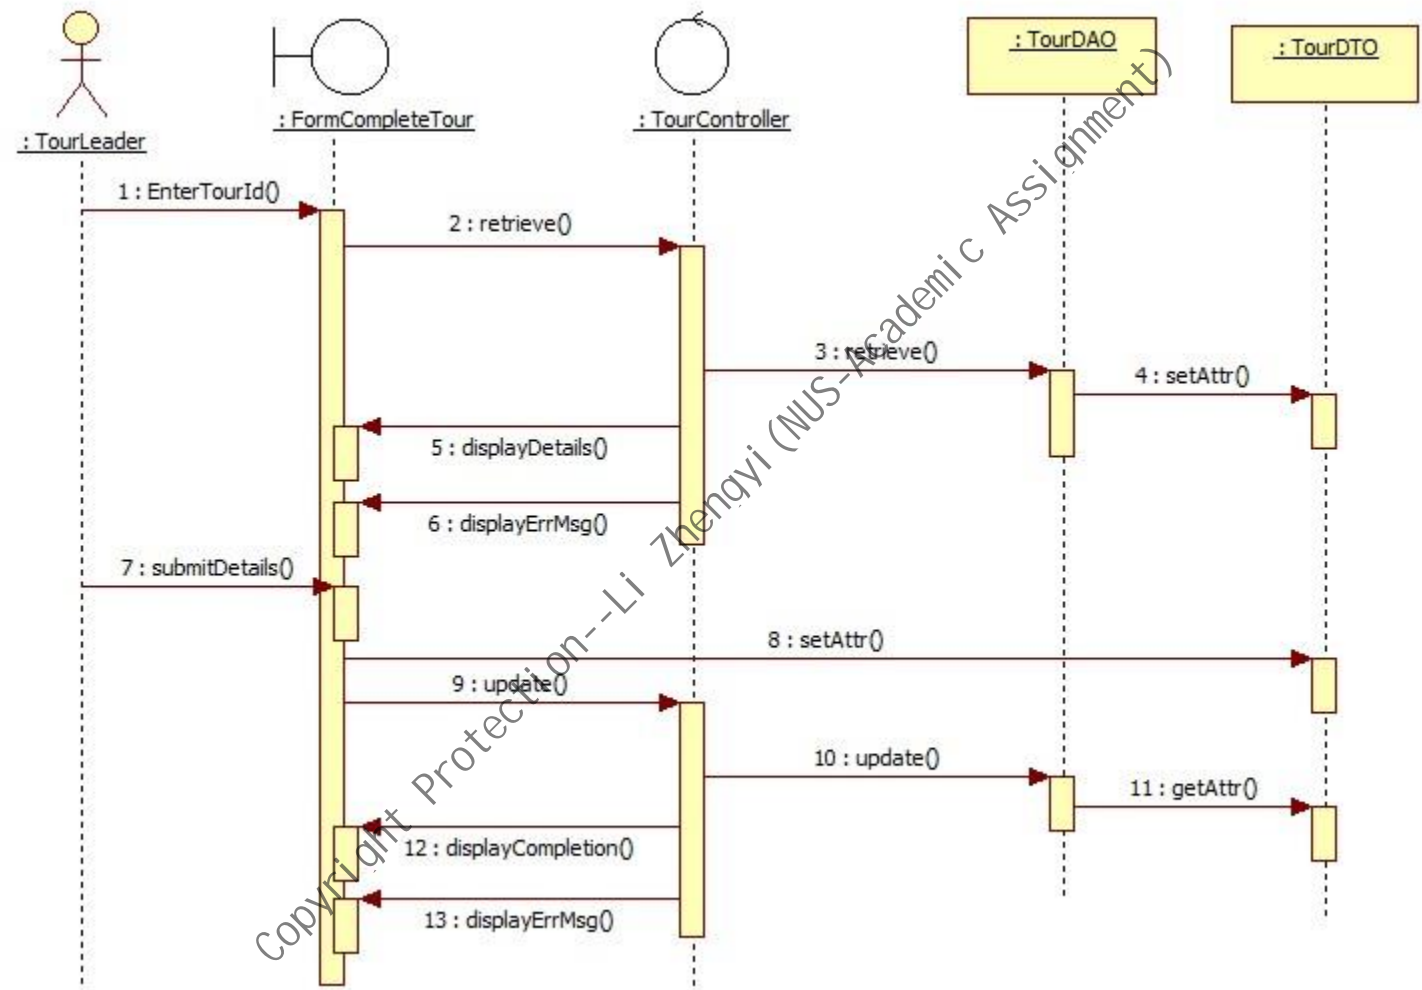 : TourLeader
: FormCompleteTour
: TourController
: TourDAO
: TourDTO
1 : EnterTourId()
2 : retrieve()
3 : retrieve()
4 : setAttr()
5 : displayDetails()
6 : displayErrMsg()
7 : submitDetails()
8 : setAttr()
9 : update()
10 : update()
11 : getAttr()
12 : displayCompletion()
13 : displayErrMsg()
Copyright Protection--Li Zhengyi (NUS-Academic Assignment)